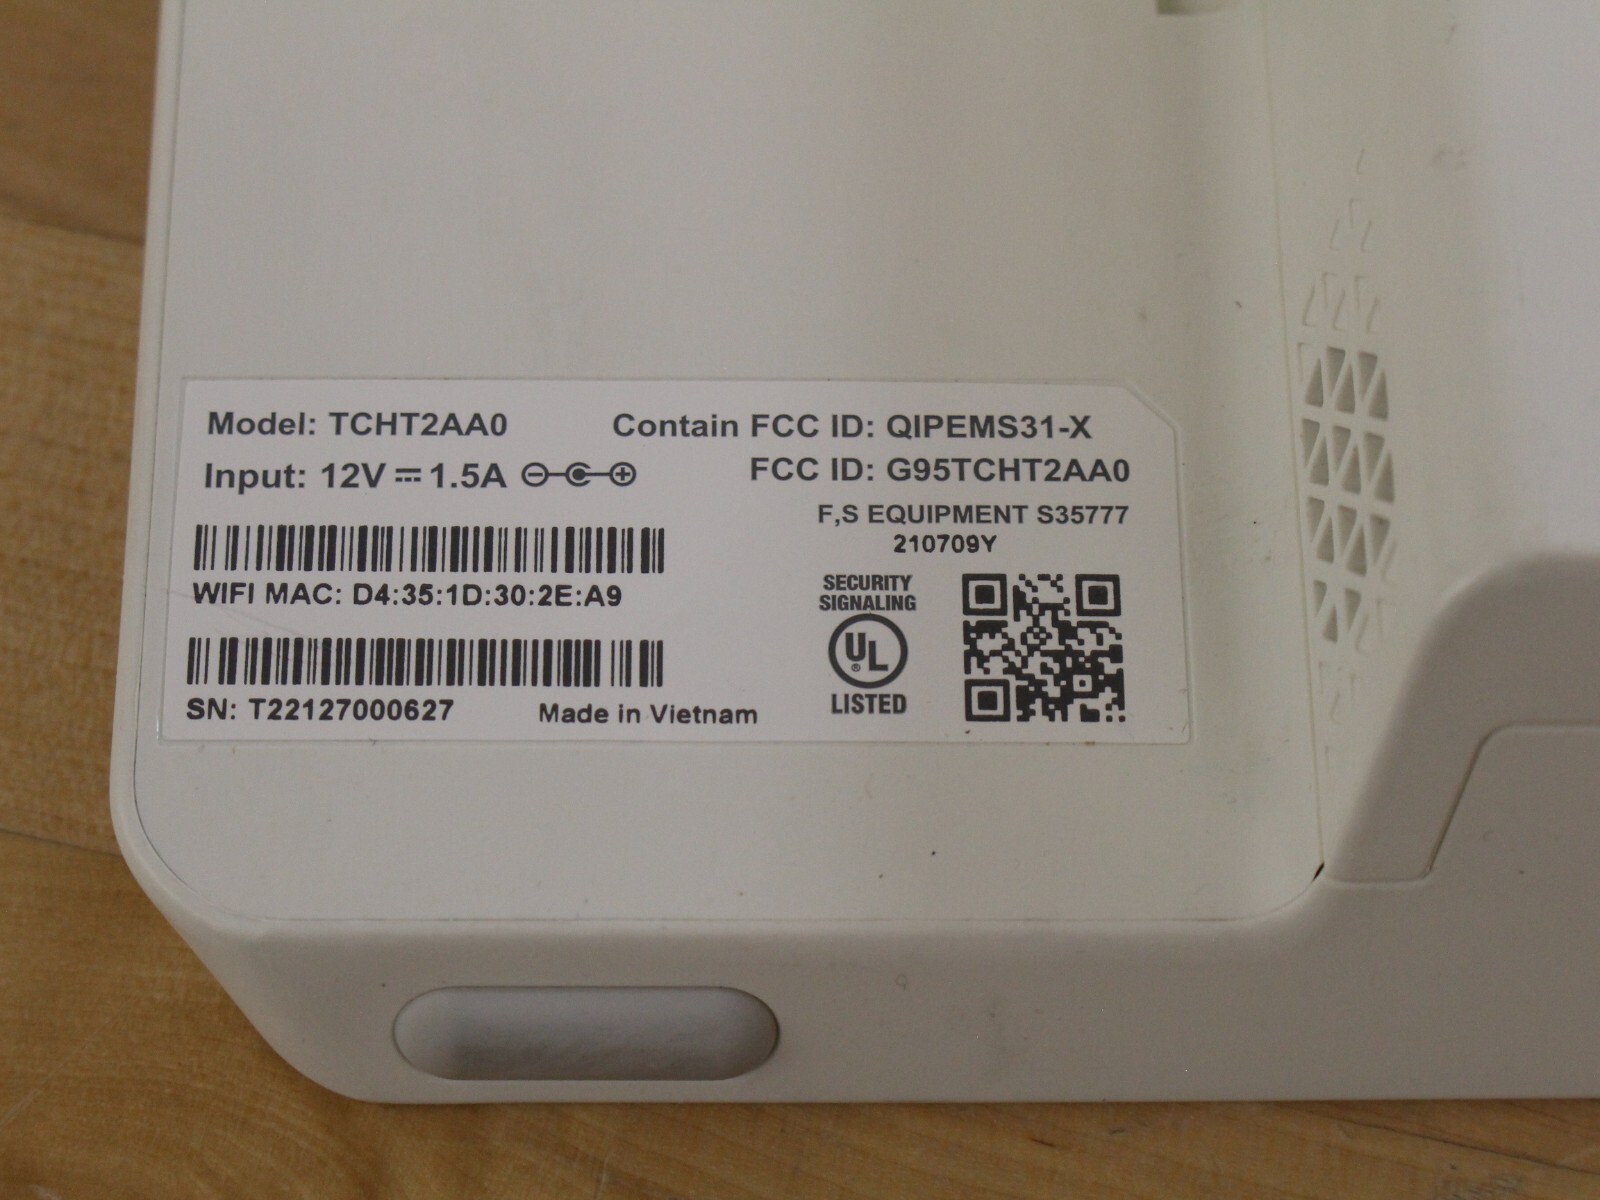 Model: TCHT2AA0 Contain FCC ID: QIPEMS31-X
Input: 12V ⎓ 1.5A FCC ID: G95TCHT2AA0
F,S EQUIPMENT S35777
210709Y
WIFI MAC: D4:35:1D:30:2E:A9
SECURITY
SIGNALING
UL
®
LISTED
SN: T22127000627 Made in Vietnam